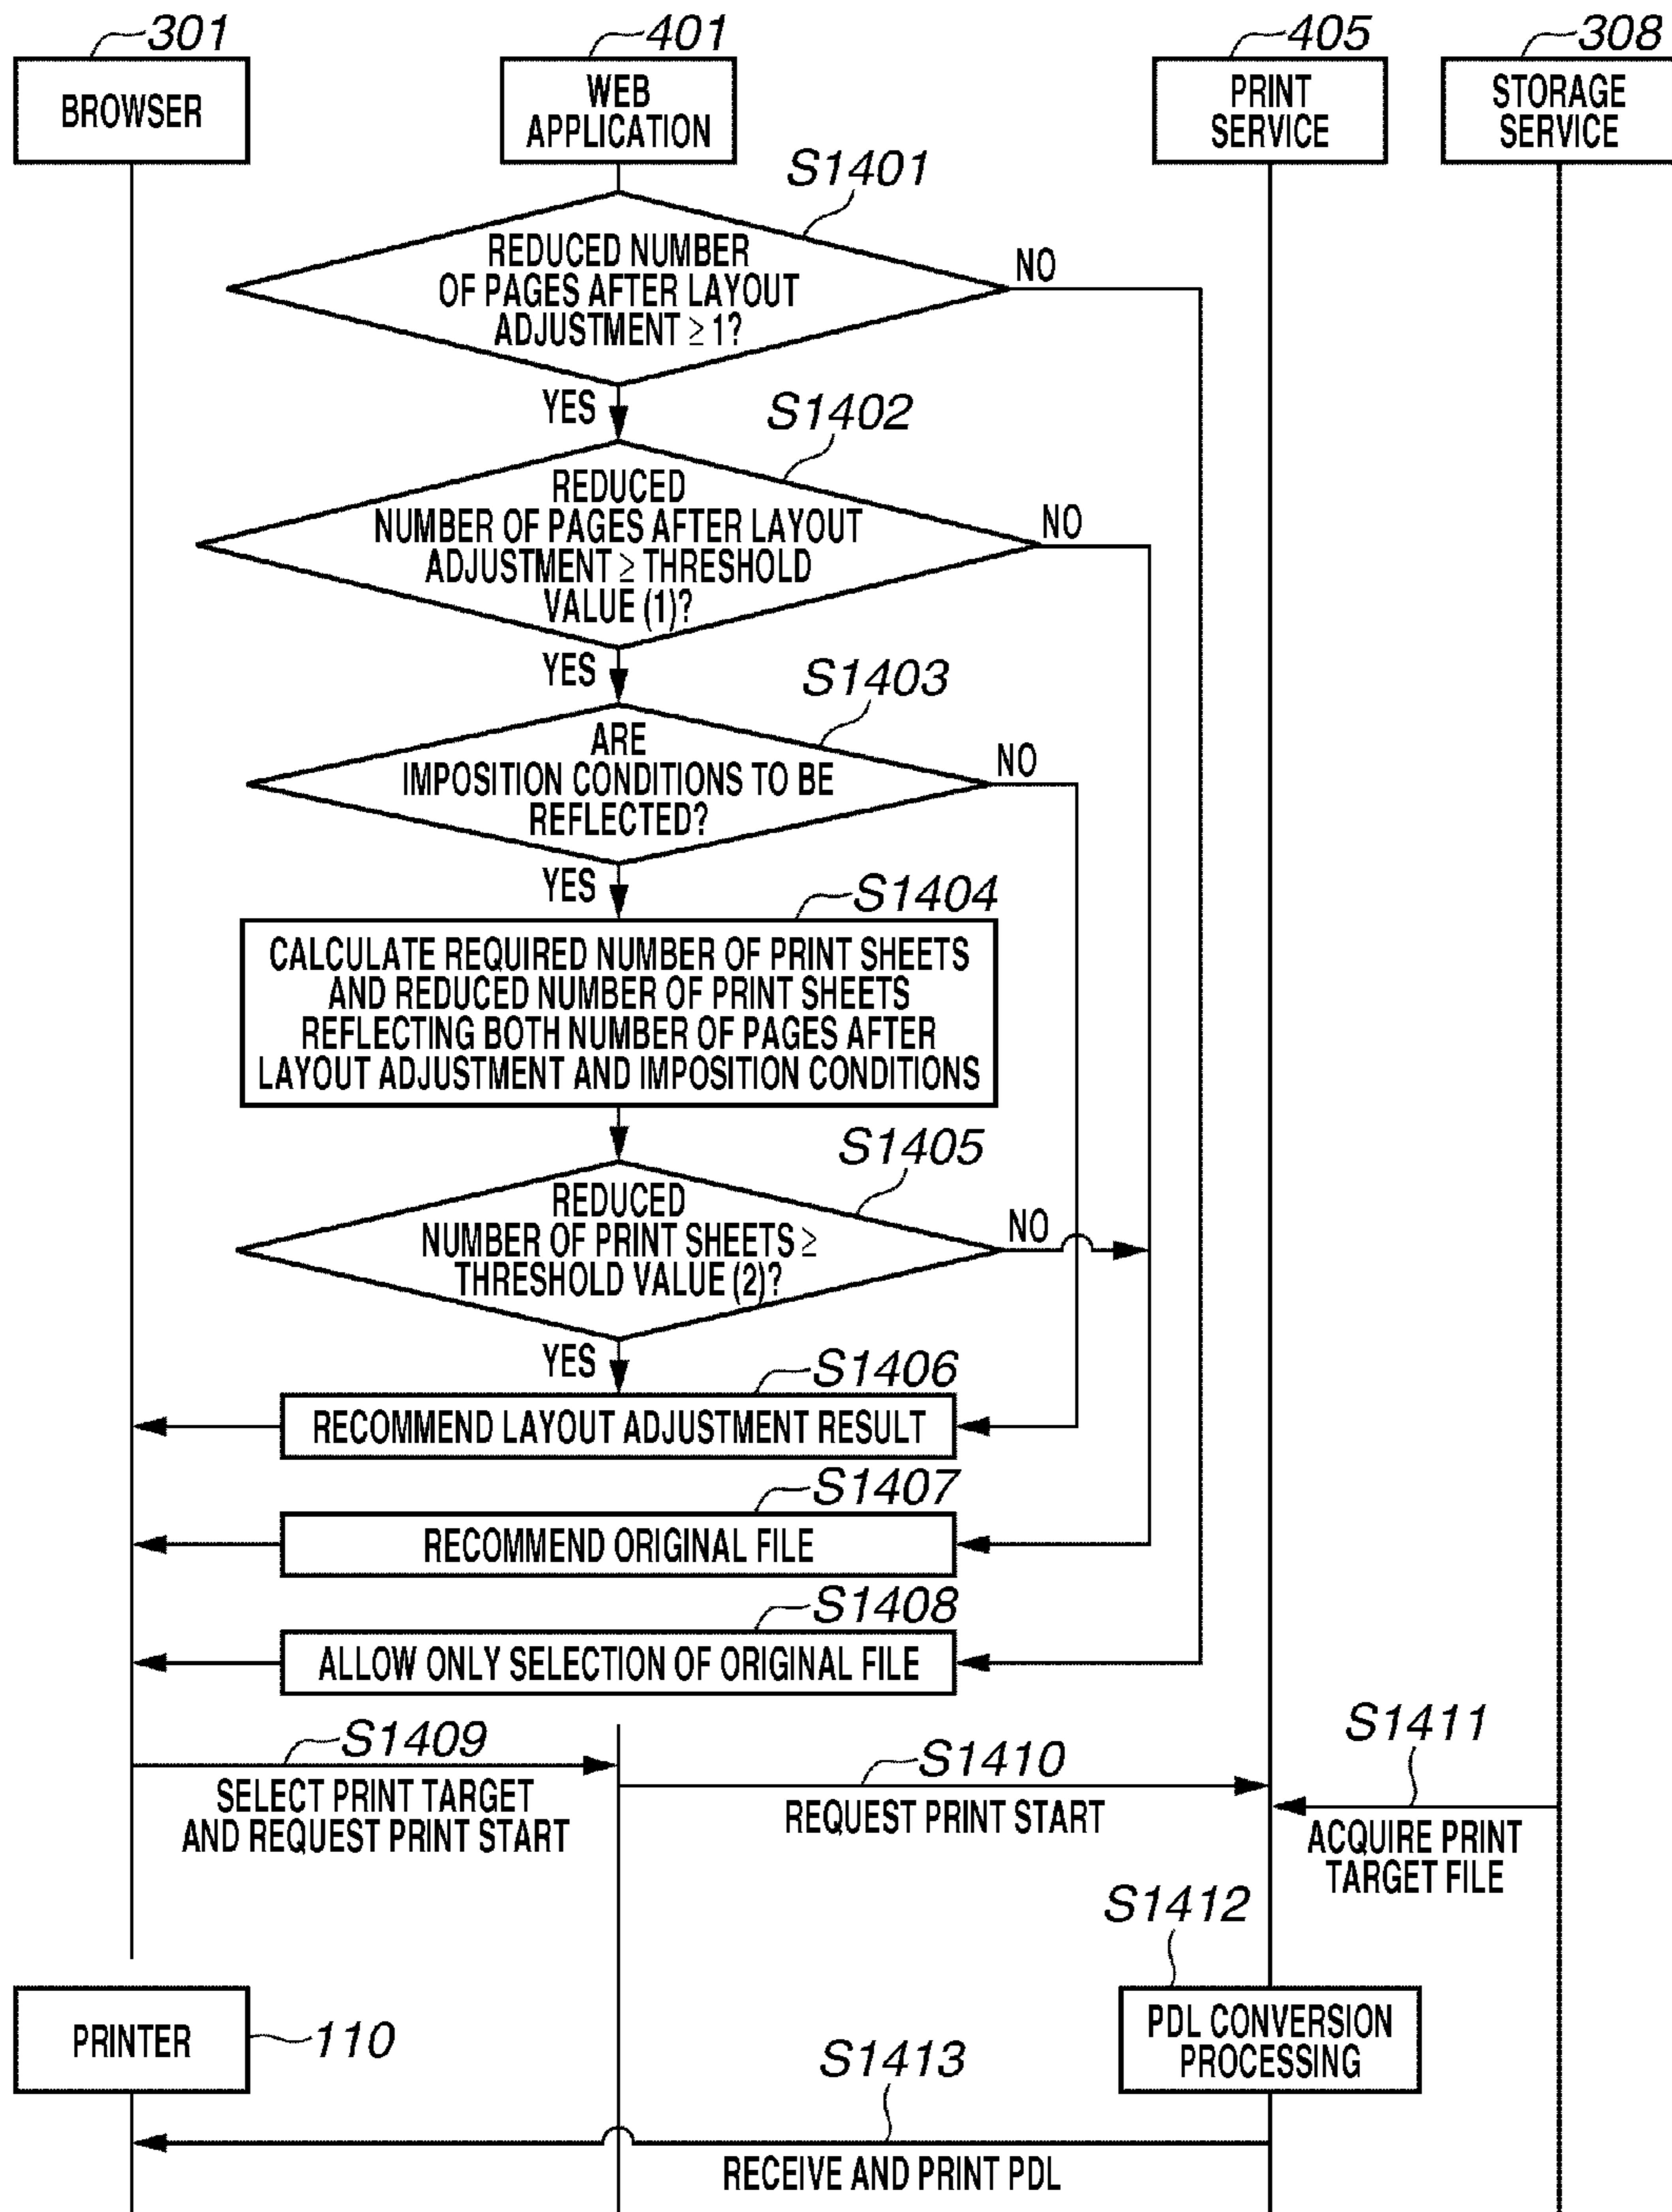 301
401
405
308
BROWSER
WEB
APPLICATION
PRINT
SERVICE
STORAGE
SERVICE
S1401
REDUCED NUMBER
OF PAGES AFTER LAYOUT
ADJUSTMENT ≥ 1?
NO
YES
S1402
REDUCED
NUMBER OF PAGES AFTER LAYOUT
ADJUSTMENT ≥ THRESHOLD
VALUE (1)?
NO
YES
S1403
ARE
IMPOSITION CONDITIONS TO BE
REFLECTED?
NO
YES
S1404
CALCULATE REQUIRED NUMBER OF PRINT SHEETS
AND REDUCED NUMBER OF PRINT SHEETS
REFLECTING BOTH NUMBER OF PAGES AFTER
LAYOUT ADJUSTMENT AND IMPOSITION CONDITIONS
S1405
REDUCED
NUMBER OF PRINT SHEETS ≥
THRESHOLD VALUE (2)?
NO
YES
S1406
RECOMMEND LAYOUT ADJUSTMENT RESULT
S1407
RECOMMEND ORIGINAL FILE
S1408
ALLOW ONLY SELECTION OF ORIGINAL FILE
S1409
SELECT PRINT TARGET
AND REQUEST PRINT START
S1410
REQUEST PRINT START
S1411
ACQUIRE PRINT
TARGET FILE
S1412
PDL CONVERSION
PROCESSING
PRINTER
110
S1413
RECEIVE AND PRINT PDL